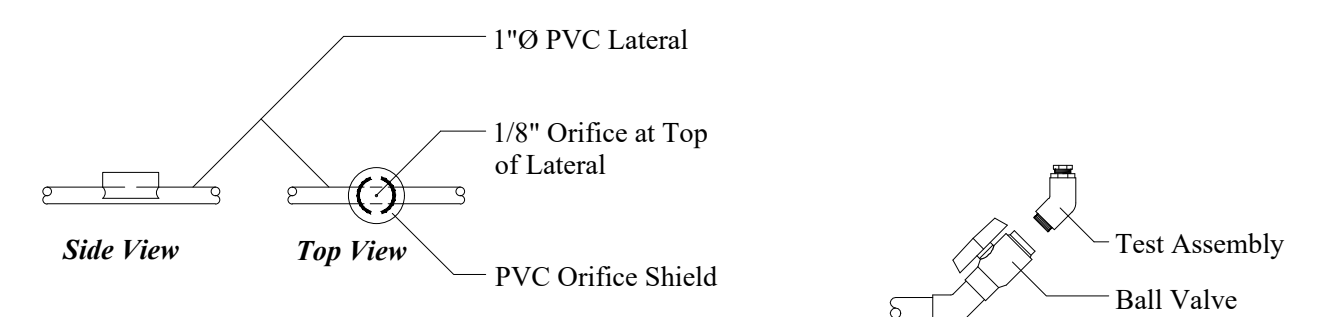 1"Ø PVC Lateral
1/8" Orifice at Top
of Lateral
Side View
Top View
PVC Orifice Shield
Test Assembly
Ball Valve